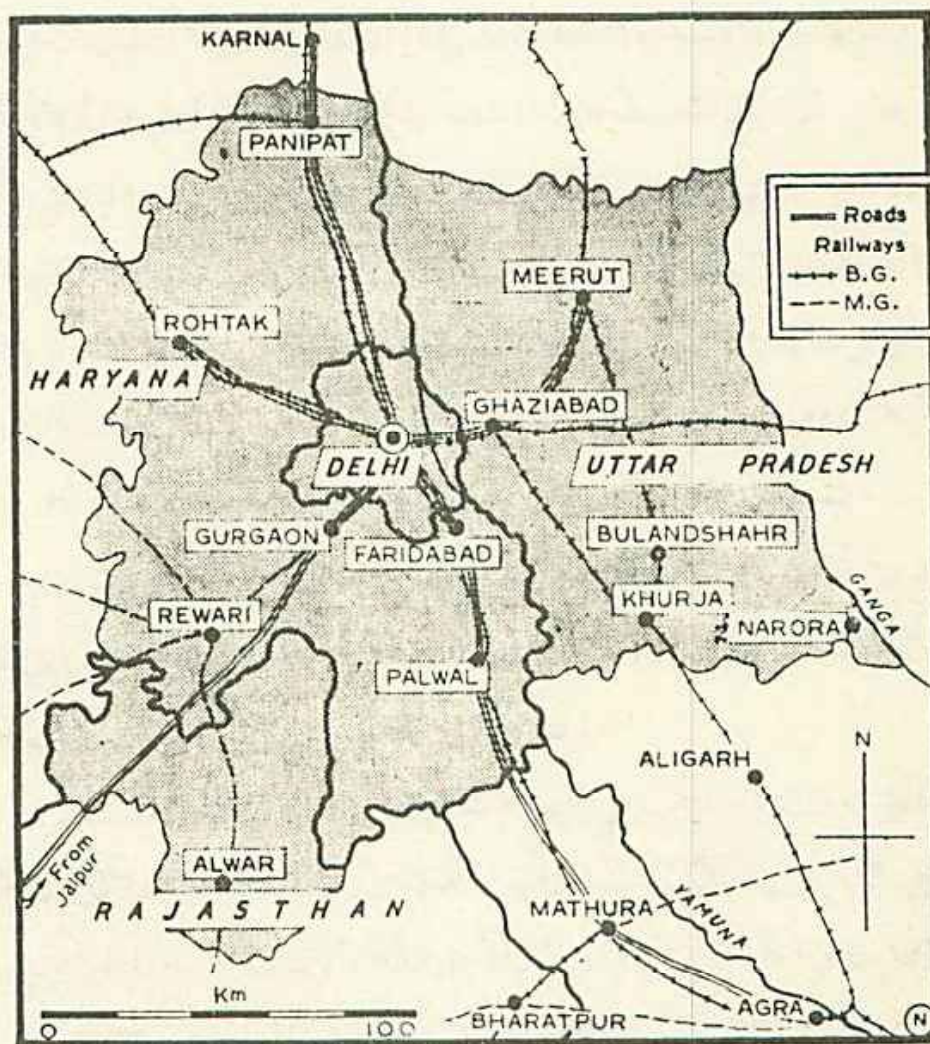 KARNAL
PANIPAT
Roads
Railways
B.G.
M.G.
MEERUT
ROHTAK
HARYANA
GHAZIABAD
DELHI
UTTAR PRADESH
GURGAON
FARIDABAD
BULANDSHAHR
GANGA
KHURJA
REWARI
NARORA
PALWAL
N
ALIGARH
ALWAR
From
Jaipur
RAJASTHAN
MATHURA
YAMUNA
Km
0 100
BHARATPUR
AGRA
N